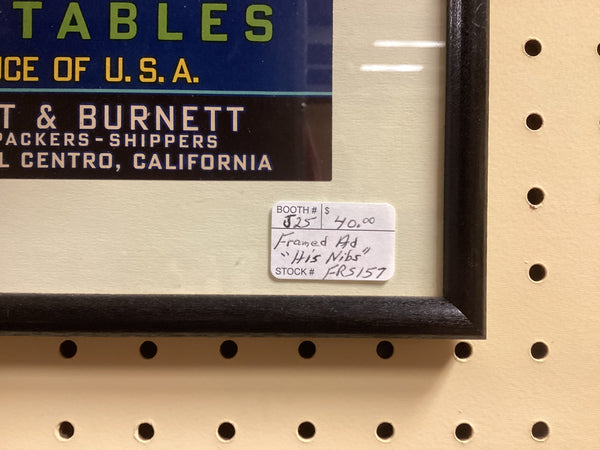 TABLES
UCE OF U.S.A.
T & BURNETT
PACKERS-SHIPPERS
L CENTRO, CALIFORNIA
BOOTH # $
J25 40.00
Framed Ad
"His Nibs"
STOCK # FRS157